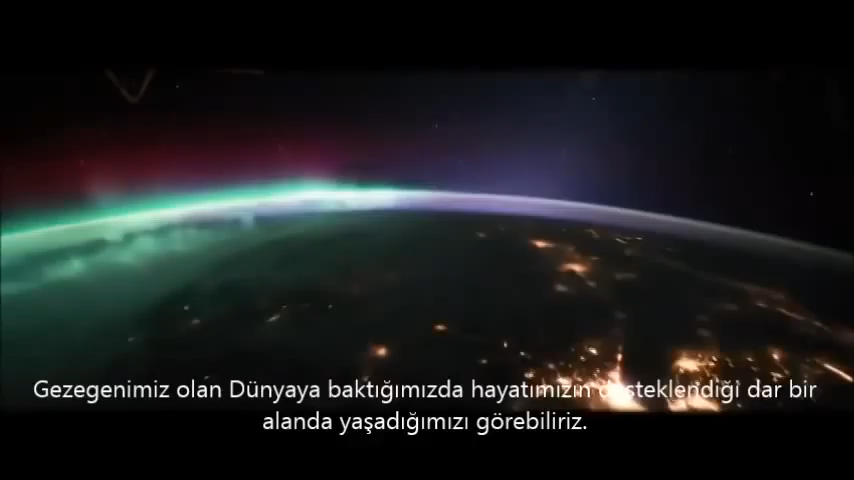 Gezegenimiz olan Dünyaya baktığımızda hayatımızın desteklendiği dar bir
alanda yaşadığımızı görebiliriz.